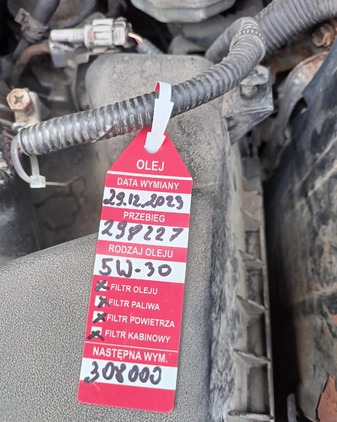 OLEJ
DATA WYMIANY
29.12.2023
PRZEBIEG
298227
RODZAJ OLEJU
5W-30
FILTR OLEJU
FILTR PALIWA
FILTR POWIETRZA
FILTR KABINOWY
NASTĘPNA WYM.
308000